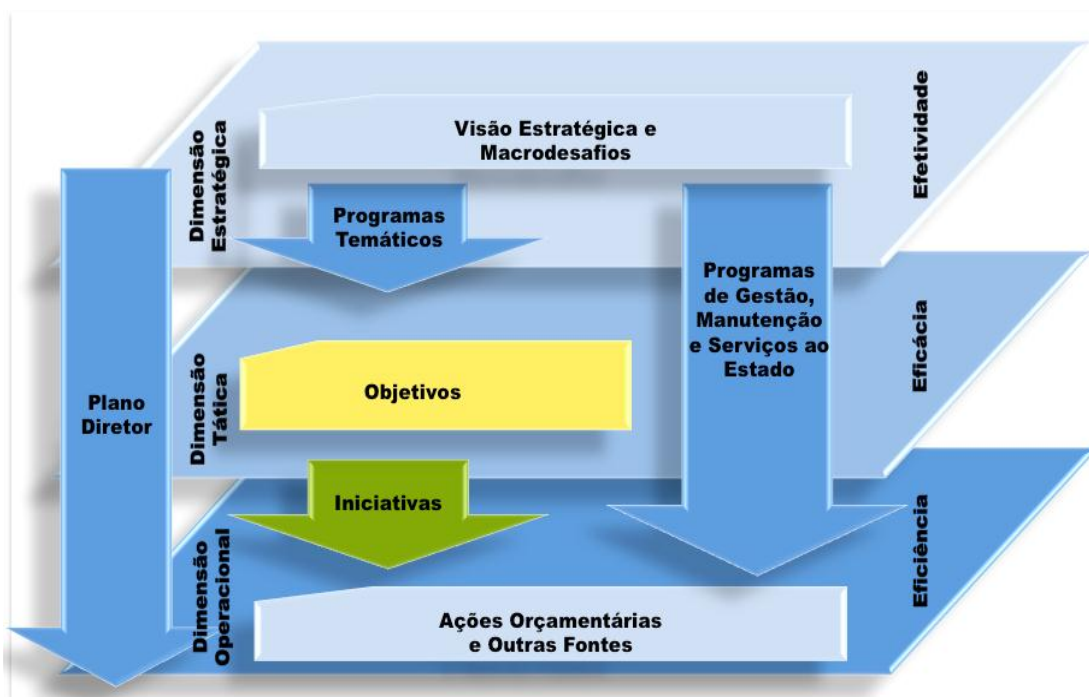 Visão Estratégica e
Macrodesafios
Dimensão
Estratégica
Efetividade
Programas
Temáticos
Programas
de Gestão,
Manutenção
e Serviços ao
Estado
Plano
Diretor
Dimensão
Tática
Objetivos
Eficácia
Iniciativas
Dimensão
Operacional
Eficiência
Ações Orçamentárias
e Outras Fontes